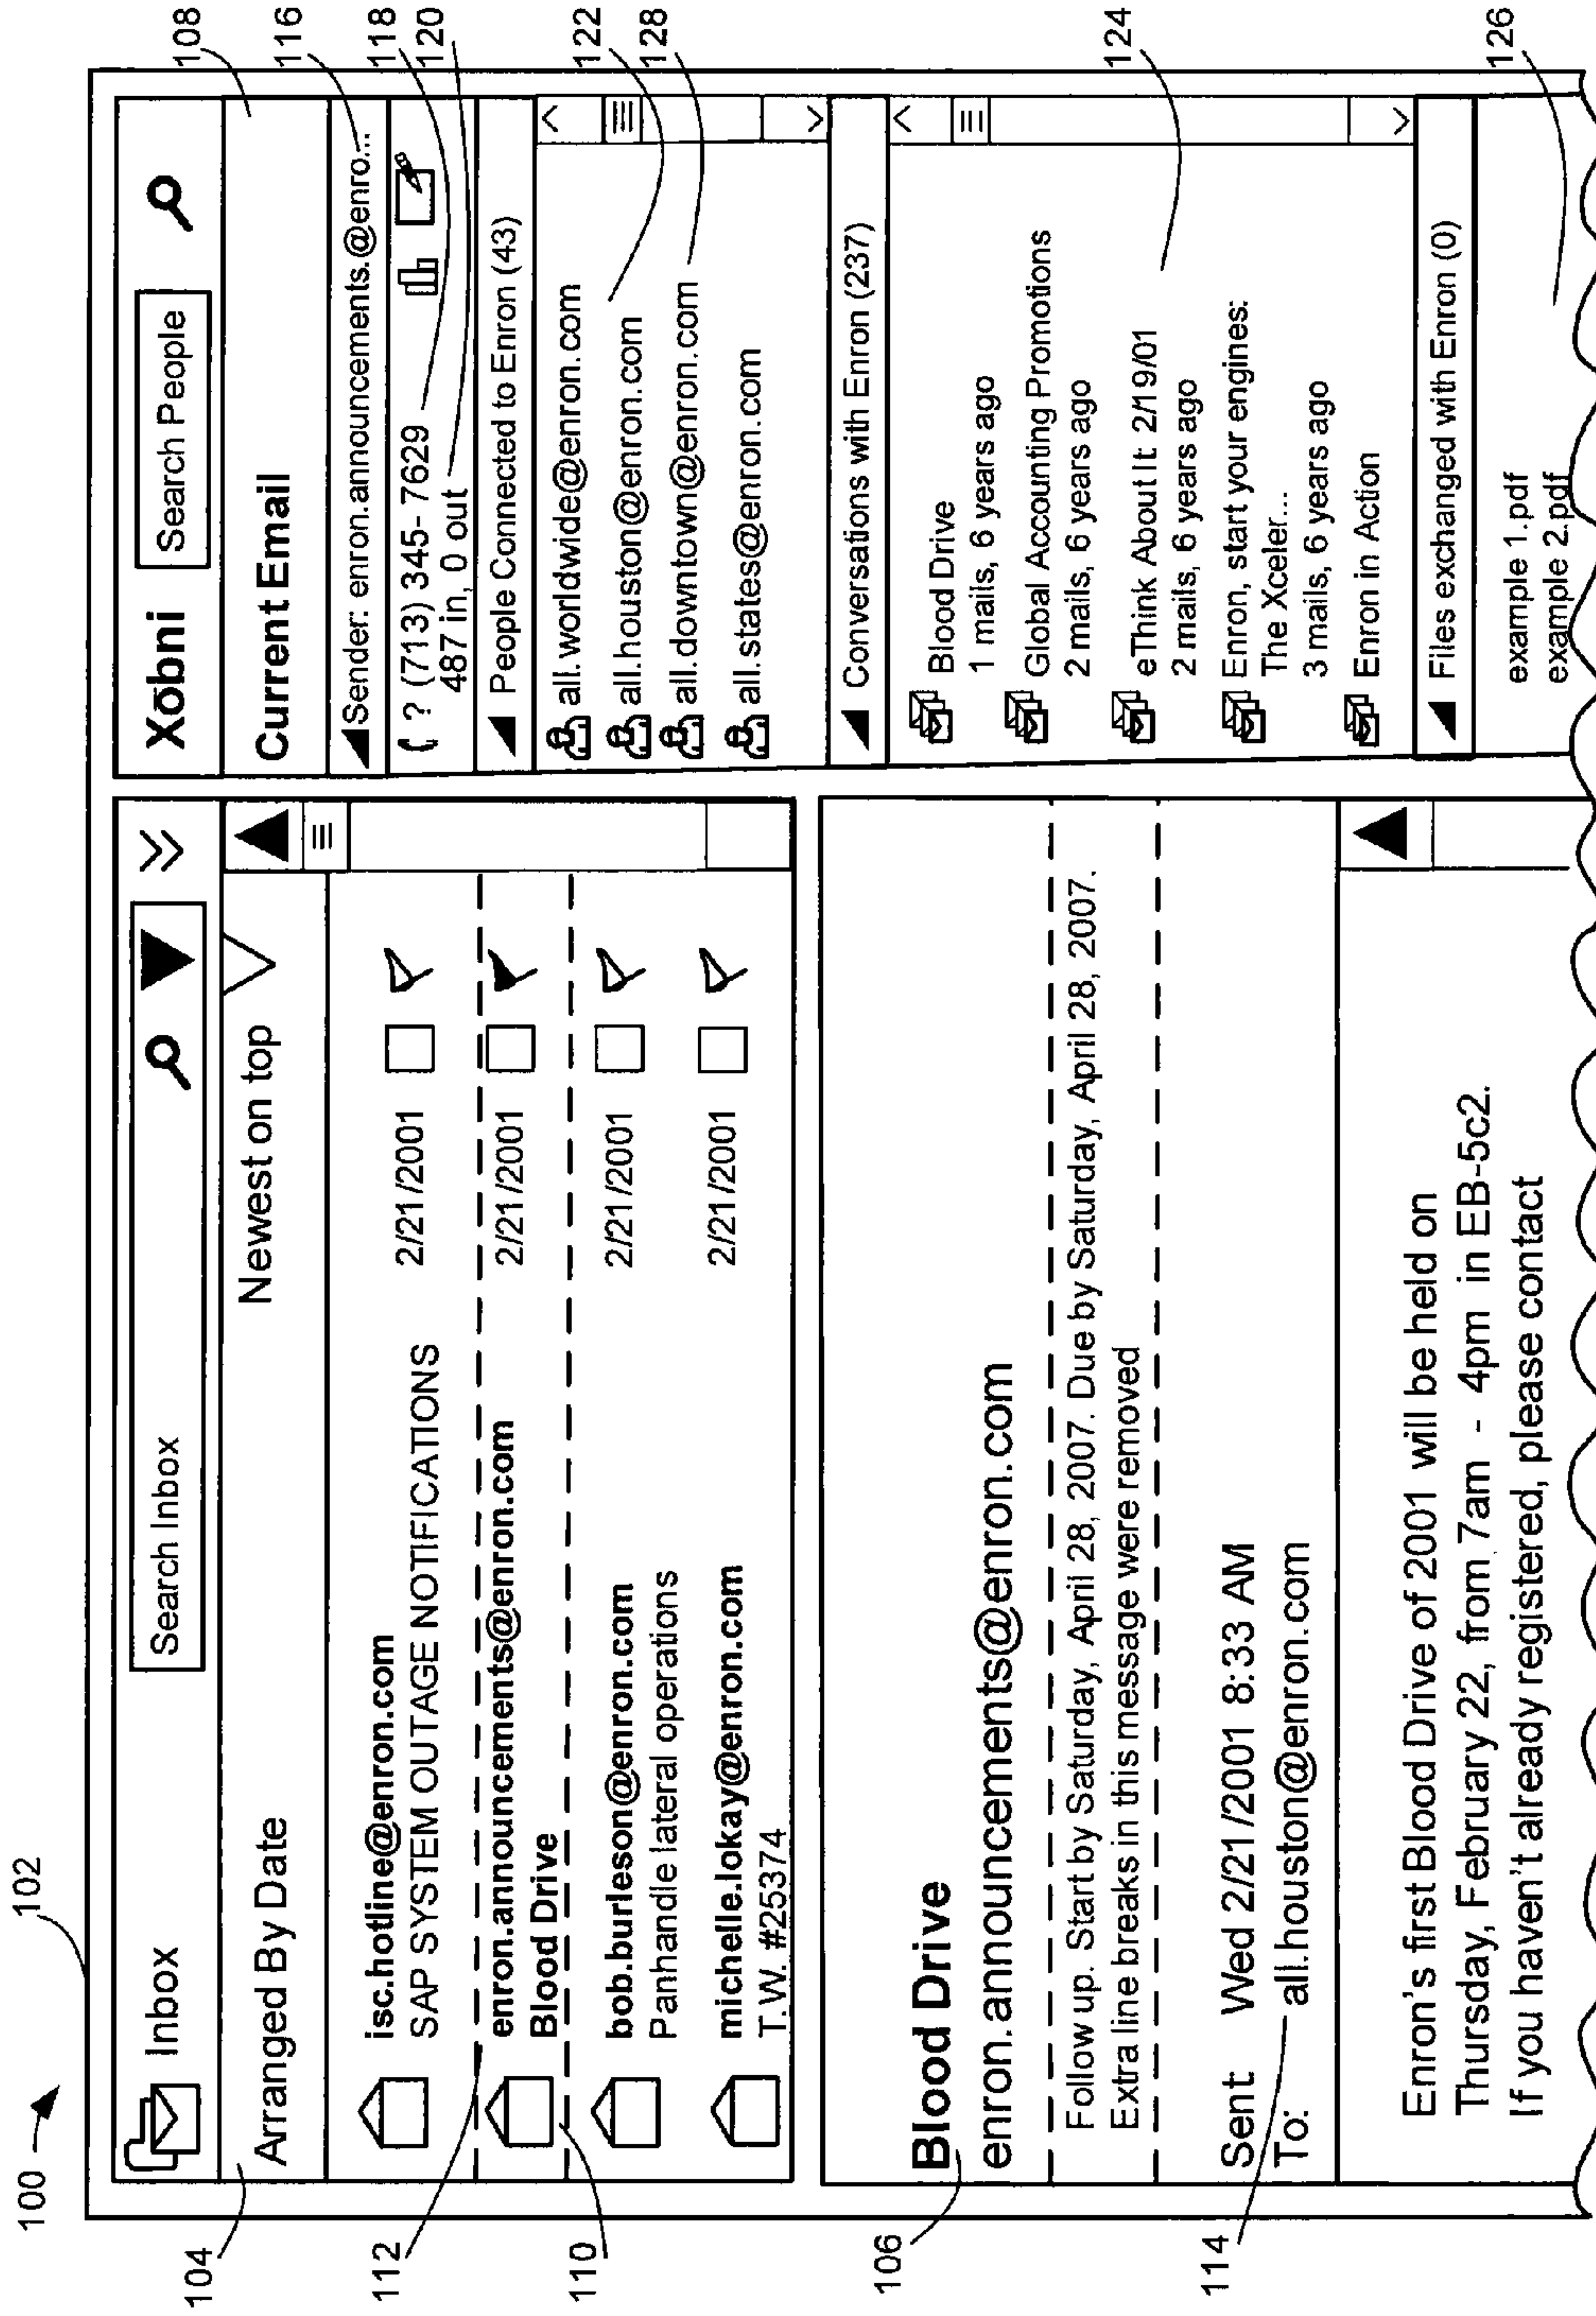 100
102
104
Inbox
Search Inbox
Arranged By Date
Newest on top
isc.hotline@enron.com
SAP SYSTEM OUTAGE NOTIFICATIONS
2/21/2001
112
enron.announcements@enron.com
Blood Drive
2/21/2001
110
bob.burleson@enron.com
Panhandle lateral operations
2/21/2001
michelle.lokay@enron.com
T.W. #25374
2/21/2001
106
Blood Drive
enron.announcements@enron.com
Follow up. Start by Saturday, April 28, 2007. Due by Saturday, April 28, 2007.
Extra line breaks in this message were removed
Sent Wed 2/21/2001 8:33 AM
To: all.houston@enron.com
114
Enron's first Blood Drive of 2001 will be held on
Thursday, February 22, from 7am - 4pm in EB-5c2.
If you haven't already registered, please contact
Xobni
Search People
108
Current Email
116
Sender: enron.announcements.@enro...
118
? (713) 345-7629
120
487 in, 0 out
People Connected to Enron (43)
122
all.worldwide@enron.com
128
all.houston@enron.com
all.downtown@enron.com
all.states@enron.com
Conversations with Enron (237)
Blood Drive
1 mails, 6 years ago
Global Accounting Promotions
2 mails, 6 years ago
124
eThink About It 2/19/01
2 mails, 6 years ago
Enron, start your engines:
The Xceler...
3 mails, 6 years ago
Enron in Action
Files exchanged with Enron (0)
126
example 1.pdf
example 2.pdf